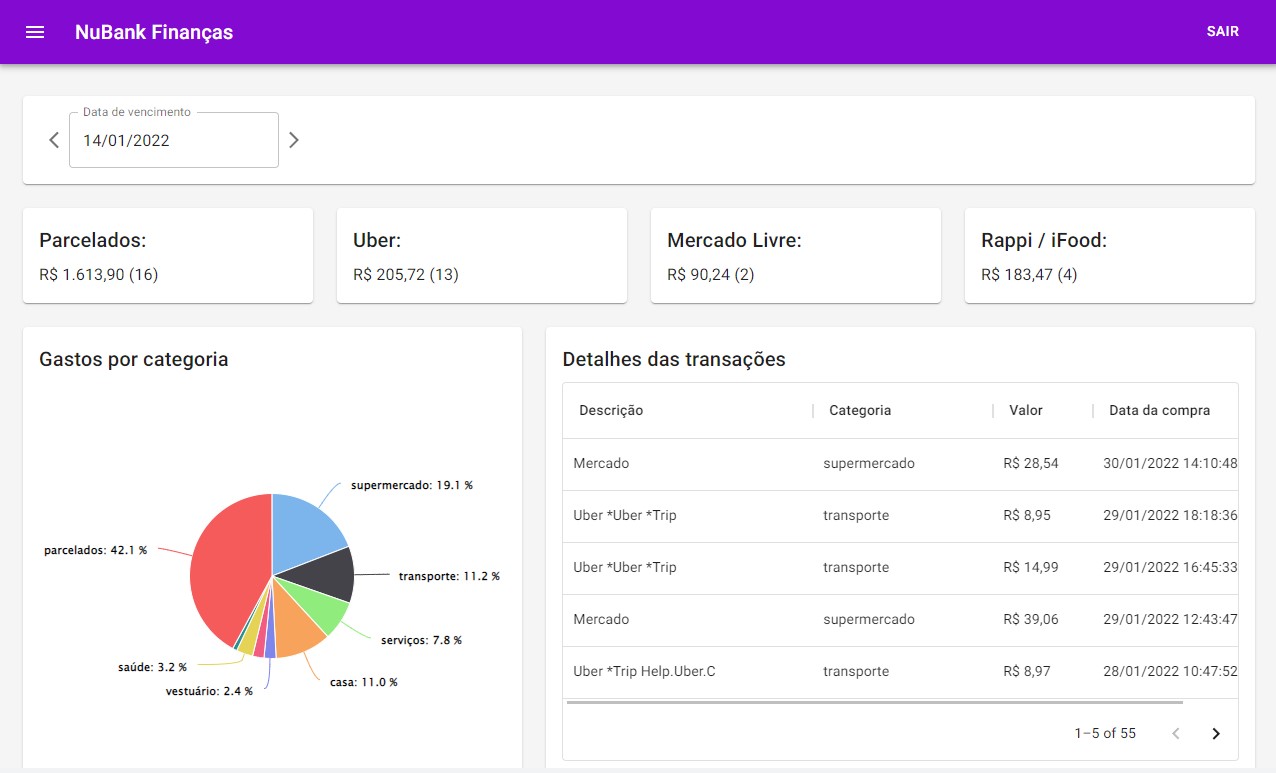 NuBank Finanças
SAIR
Data de vencimento
14/01/2022
Parcelados:
R$ 1.613,90 (16)
Uber:
R$ 205,72 (13)
Mercado Livre:
R$ 90,24 (2)
Rappi / iFood:
R$ 183,47 (4)
Gastos por categoria
supermercado: 19.1 %
parcelados: 42.1 %
transporte: 11.2 %
serviços: 7.8 %
saúde: 3.2 %
casa: 11.0 %
vestuário: 2.4 %
Detalhes das transações
Descrição Categoria Valor Data da compra
Mercado supermercado R$ 28,54 30/01/2022 14:10:48
Uber *Uber *Trip transporte R$ 8,95 29/01/2022 18:18:36
Uber *Uber *Trip transporte R$ 14,99 29/01/2022 16:45:33
Mercado supermercado R$ 39,06 29/01/2022 12:43:47
Uber *Trip Help.Uber.C transporte R$ 8,97 28/01/2022 10:47:52
1–5 of 55